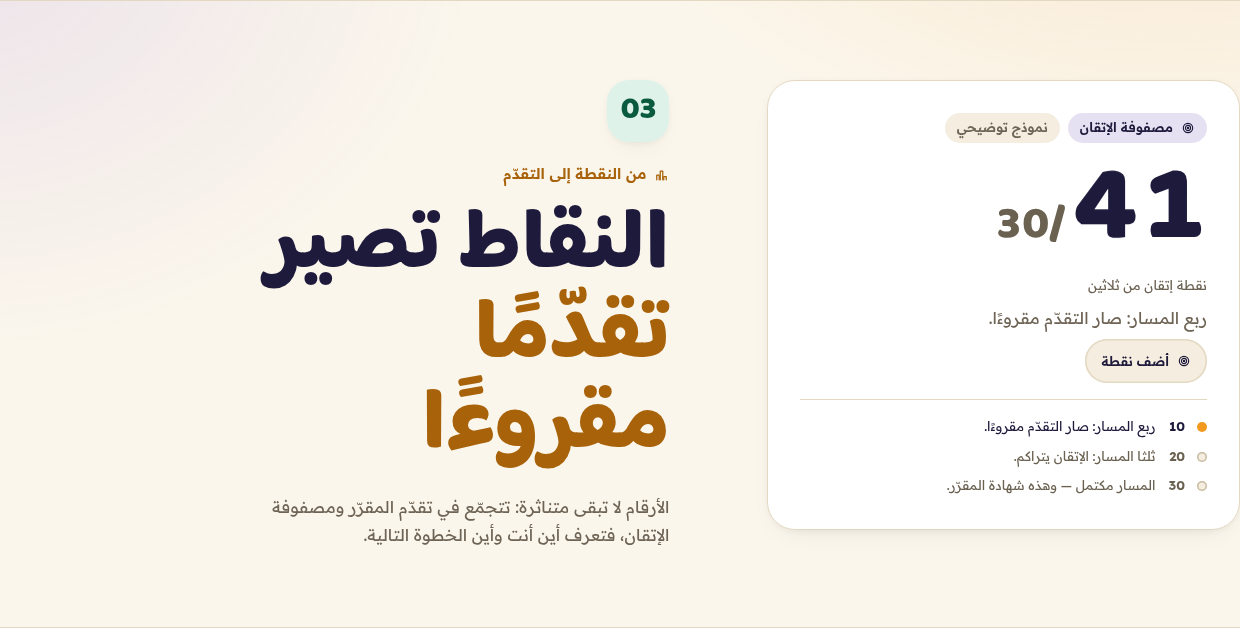 مصفوفة الإتقان
نموذج توضيحي
41 /30
نقطة إتقان من ثلاثين
ربع المسار: صار التقدّم مقروءًا.
أضف نقطة
10 ربع المسار: صار التقدّم مقروءًا.
20 ثلثا المسار: الإتقان يتراكم.
30 المسار مكتمل — وهذه شهادة المقرّر.
03
من النقطة إلى التقدّم
النقاط تصير
تقدّمًا
مقروءًا
الأرقام لا تبقى متناثرة: تتجمّع في تقدّم المقرّر ومصفوفة
الإتقان، فتعرف أين أنت وأين الخطوة التالية.